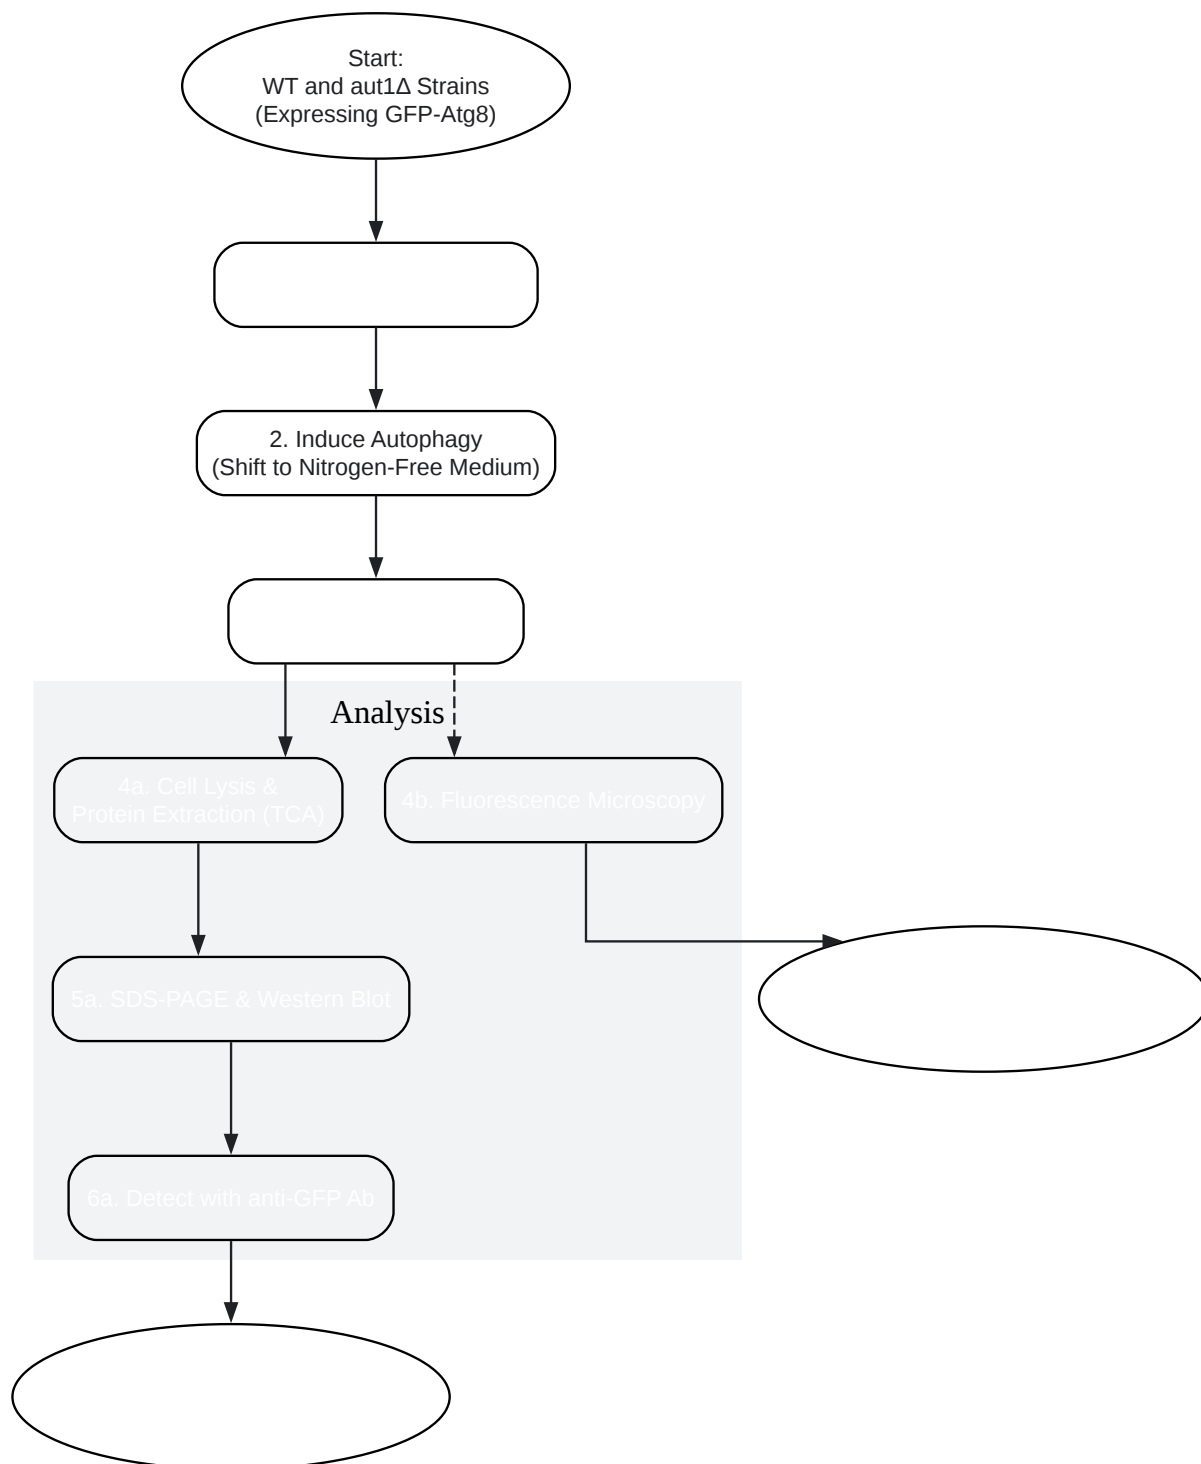 Start:
WT and aut1Δ Strains
(Expressing GFP-Atg8)
2. Induce Autophagy
(Shift to Nitrogen-Free Medium)
Analysis
4a. Cell Lysis &
Protein Extraction (TCA)
4b. Fluorescence Microscopy
5a. SDS-PAGE & Western Blot
6a. Detect with anti-GFP Ab